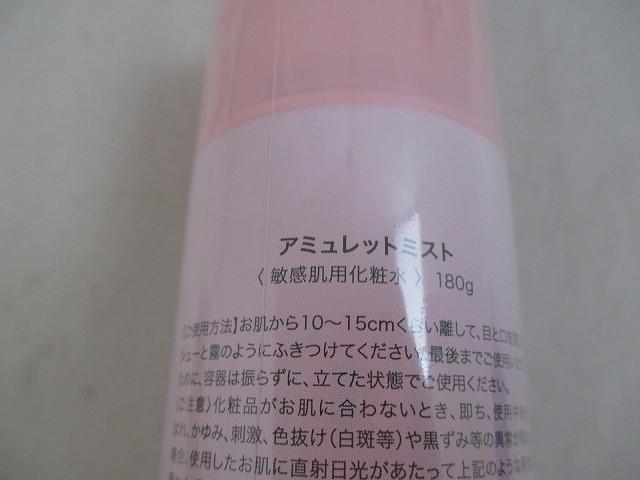 アミュレットミスト
〈 敏感肌用化粧水 〉 180g
【ご使用方法】お肌から10〜15cmくらい離して、目と口を
シューと霧のようにふきつけてください。最後までご使用い
ために、容器は振らずに、立てた状態でご使用ください。
〈ご注意〉化粧品がお肌に合わないとき、即ち、使用中
はれ、かゆみ、刺激、色抜け(白斑等)や黒ずみ等の異常が
場合、使用したお肌に直射日光があたって上記のような